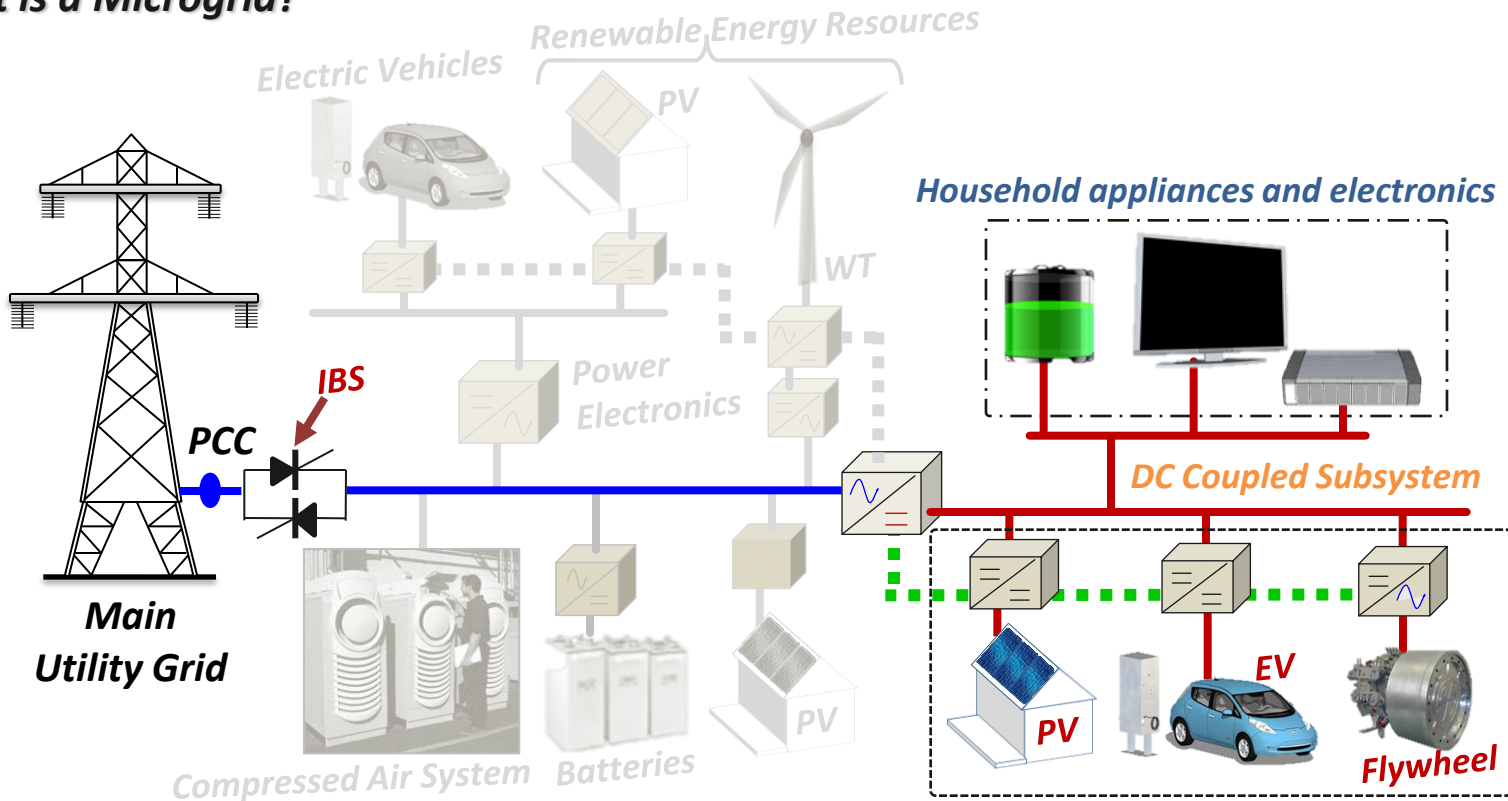 is a Microgrid?
Renewable Energy Resources
Electric Vehicles
PV
WT
Household appliances and electronics
Power
Electronics
IBS
PCC
DC Coupled Subsystem
Main
Utility Grid
PV
EV
PV
Flywheel
Batteries
Compressed Air System